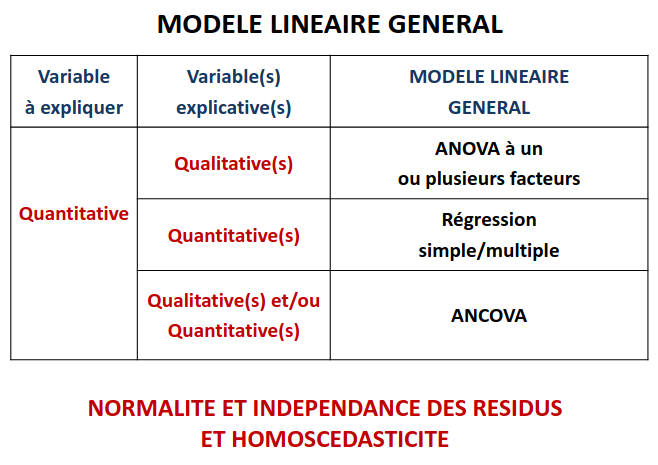 MODELE LINEAIRE GENERAL
Variable
à expliquer
Variable(s)
explicative(s)
MODELE LINEAIRE
GENERAL
Quantitative
Qualitative(s)
ANOVA à un
ou plusieurs facteurs
Quantitative(s)
Régression
simple/multiple
Qualitative(s) et/ou
Quantitative(s)
ANCOVA
NORMALITE ET INDEPENDANCE DES RESIDUS
ET HOMOSCEDASTICITE